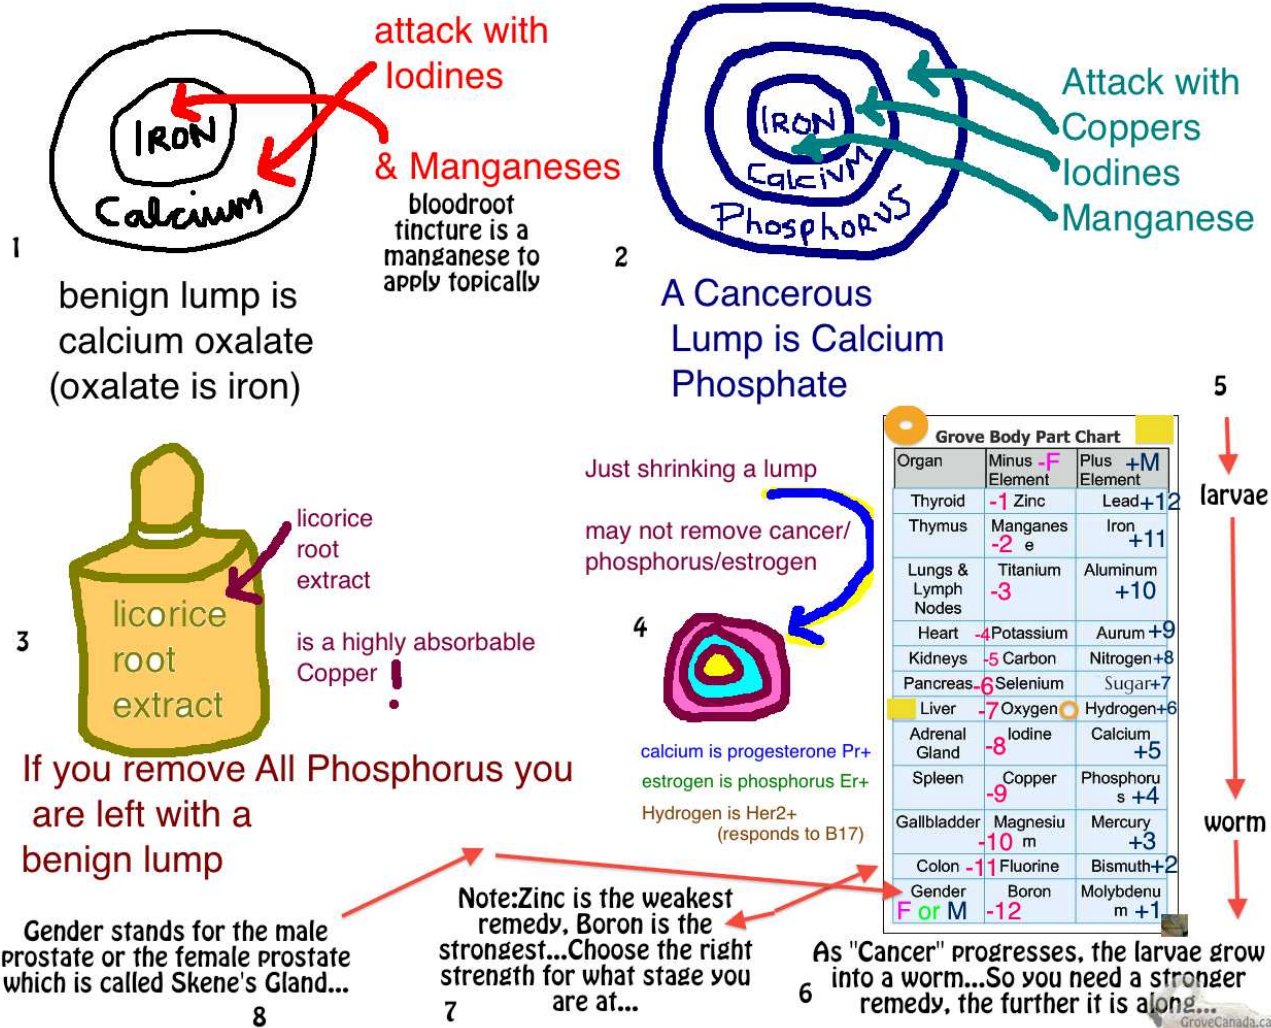 attack with
Iodines
& Manganeses
bloodroot
tincture is a
manganese to
apply topically
IRON
Calcium
1
benign lump is
calcium oxalate
(oxalate is iron)
IRON
Calcium
Phosphorus
Attack with
Coppers
Iodines
Manganese
2
A Cancerous
Lump is Calcium
Phosphate
3
licorice
root
extract
licorice
root
extract
is a highly absorbable
Copper !
If you remove All Phosphorus you
are left with a
benign lump
Just shrinking a lump
may not remove cancer/
phosphorus/estrogen
4
calcium is progesterone Pr+
estrogen is phosphorus Er+
Hydrogen is Her2+
(responds to B17)
5
larvae
worm
Grove Body Part Chart
Organ Minus -F Element Plus +M Element
Thyroid -1 Zinc Lead +12
Thymus Manganes e -2 Iron +11
Lungs & Lymph Nodes Titanium -3 Aluminum +10
Heart -4 Potassium Aurum +9
Kidneys -5 Carbon Nitrogen +8
Pancreas -6 Selenium Sugar +7
Liver -7 Oxygen Hydrogen +6
Adrenal Gland -8 Iodine Calcium +5
Spleen -9 Copper Phosphoru s +4
Gallbladder -10 Magnesiu m Mercury +3
Colon -11 Fluorine Bismuth +2
Gender F or M Boron -12 Molybdenu m +1
Gender stands for the male
prostate or the female prostate
which is called Skene's Gland...
8
Note:Zinc is the weakest
remedy, Boron is the
strongest...Choose the right
strength for what stage you
are at...
7
As "Cancer" progresses, the larvae grow
into a worm...So you need a stronger
remedy, the further it is along...
6
GroveCanada.ca